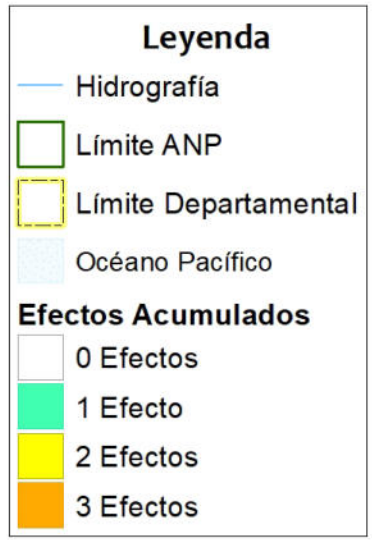 Leyenda
Hidrografía
Límite ANP
Límite Departamental
Océano Pacífico
Efectos Acumulados
0 Efectos
1 Efecto
2 Efectos
3 Efectos